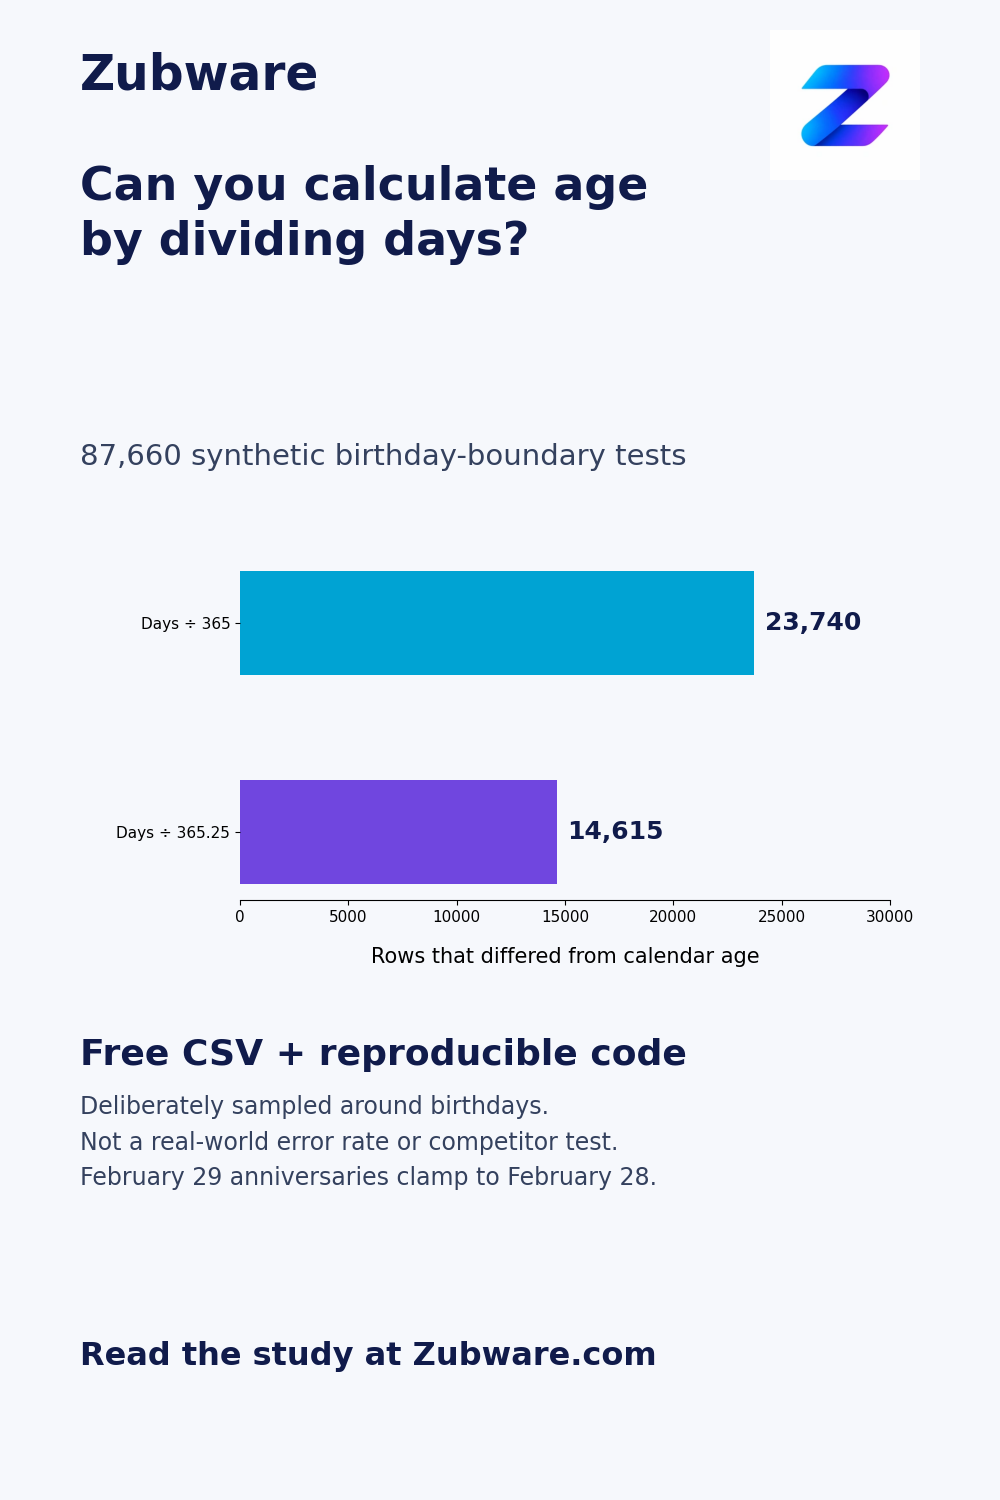 Zubware
Can you calculate age
by dividing days?
87,660 synthetic birthday-boundary tests
Days ÷ 365
23,740
Days ÷ 365.25
14,615
0 5000 10000 15000 20000 25000 30000
Rows that differed from calendar age
Free CSV + reproducible code
Deliberately sampled around birthdays.
Not a real-world error rate or competitor test.
February 29 anniversaries clamp to February 28.
Read the study at Zubware.com